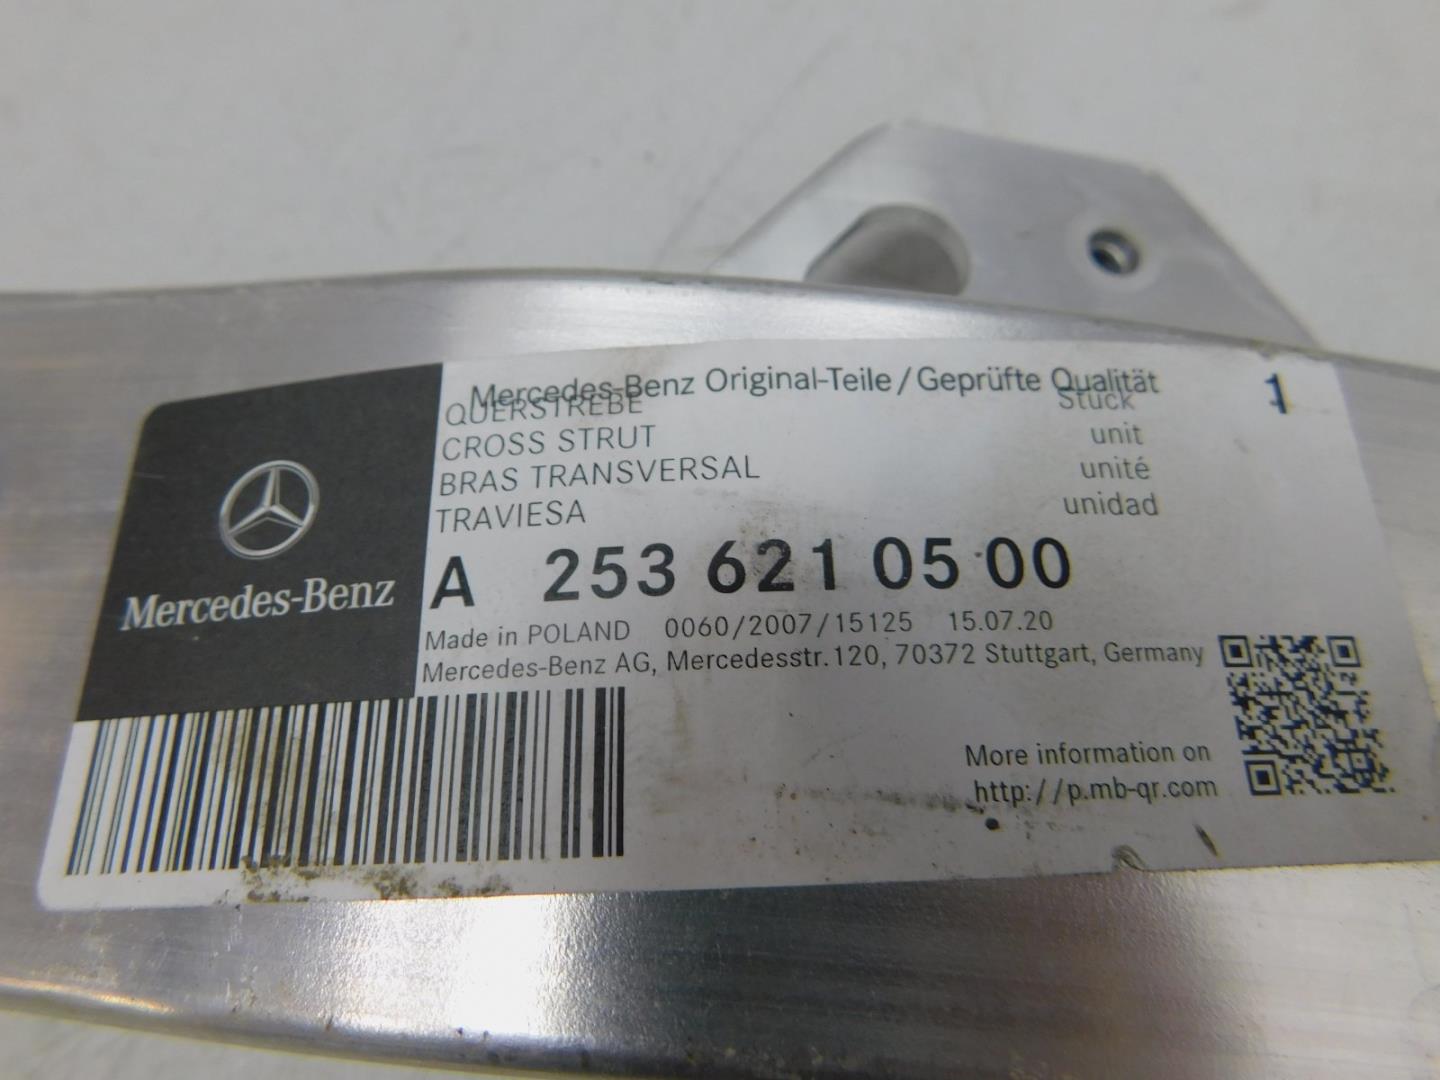 Mercedes-Benz Original-Teile / Geprüfte Qualität
QUERSTREBE Stück 1
CROSS STRUT unit
BRAS TRANSVERSAL unité
TRAVIESA unidad
A 253 621 05 00
Made in POLAND 0060/2007/15125 15.07.20
Mercedes-Benz AG, Mercedesstr. 120, 70372 Stuttgart, Germany
Mercedes-Benz
More information on
http://p.mb-qr.com